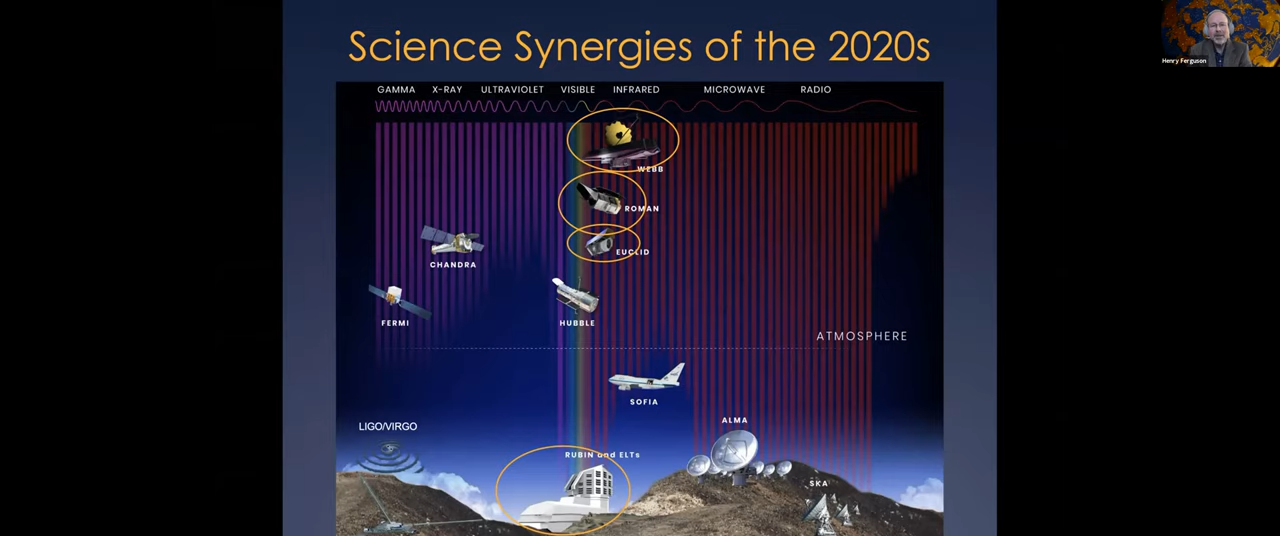 Science Synergies of the 2020s
Henry Ferguson
GAMMA X-RAY ULTRAVIOLET VISIBLE INFRARED MICROWAVE RADIO
WEBB
ROMAN
EUCLID
CHANDRA
FERMI
HUBBLE
ATMOSPHERE
SOFIA
ALMA
LIGO/VIRGO
RUBIN and ELTs
SKA